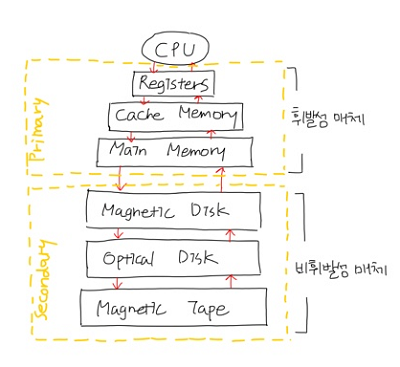 CPU
Registers
Cache Memory
Main Memory
Primary
휘발성 매체
Magnetic Disk
Optical Disk
Magnetic Tape
Secondary
비휘발성 매체